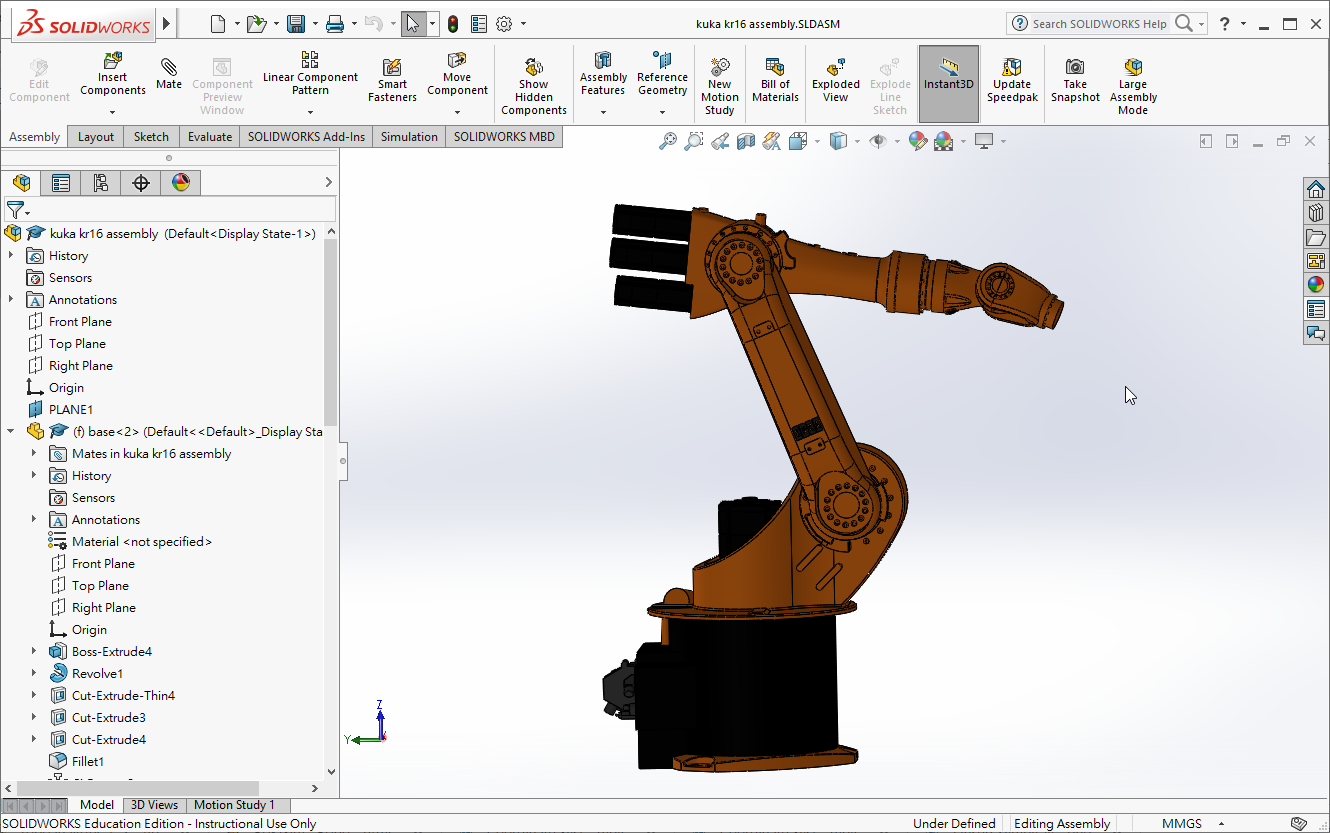 SOLIDWORKS
kuka kr16 assembly.SLDASM
Search SOLIDWORKS Help
?
Edit
Component
Insert
Components
Mate
Component
Preview
Window
Linear Component
Pattern
Smart
Fasteners
Move
Component
Show
Hidden
Components
Assembly
Features
Reference
Geometry
New
Motion
Study
Bill of
Materials
Exploded
View
Explode
Line
Sketch
Instant3D
Update
Speedpak
Take
Snapshot
Large
Assembly
Mode
Assembly
Layout
Sketch
Evaluate
SOLIDWORKS Add-Ins
Simulation
SOLIDWORKS MBD
kuka kr16 assembly (Default<Display State-1>)
History
Sensors
Annotations
Front Plane
Top Plane
Right Plane
Origin
PLANE1
(f) base<2> (Default<<Default>_Display Sta
Mates in kuka kr16 assembly
History
Sensors
Annotations
Material <not specified>
Front Plane
Top Plane
Right Plane
Origin
Boss-Extrude4
Revolve1
Cut-Extrude-Thin4
Cut-Extrude3
Cut-Extrude4
Fillet1
Z
Y
Model
3D Views
Motion Study 1
SOLIDWORKS Education Edition - Instructional Use Only
Under Defined
Editing Assembly
MMGS